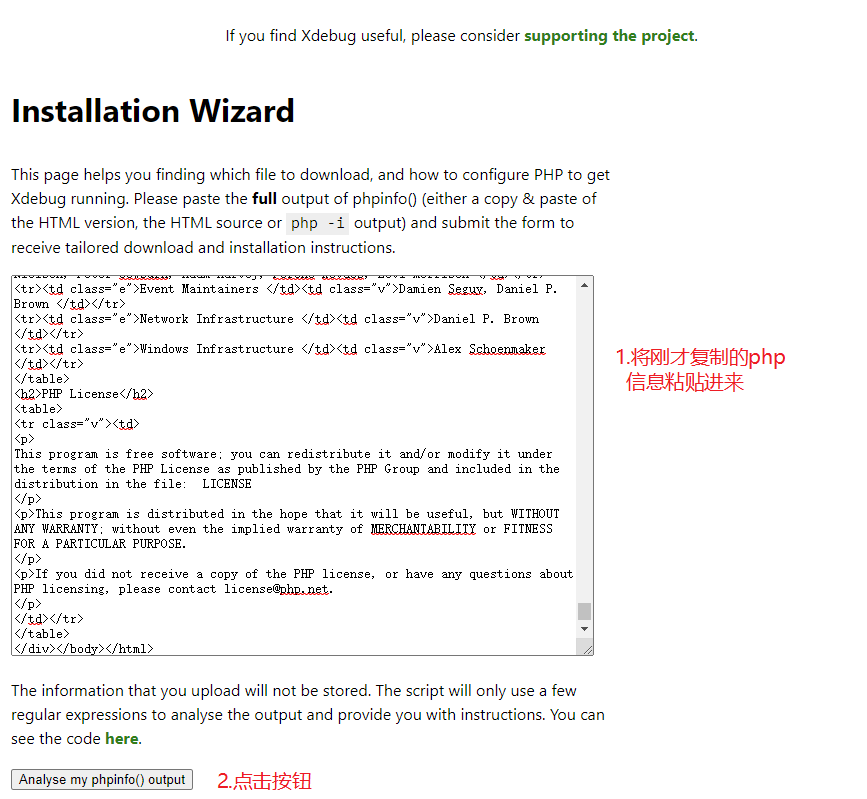 If you find Xdebug useful, please consider supporting the project.
Installation Wizard
This page helps you finding which file to download, and how to configure PHP to get
Xdebug running. Please paste the full output of phpinfo() (either a copy & paste of
the HTML version, the HTML source or php -i output) and submit the form to
receive tailored download and installation instructions.
<tr><td class="e">Event Maintainers </td><td class="v">Damien Seguy, Daniel P.
Brown </td></tr>
<tr><td class="e">Network Infrastructure </td><td class="v">Daniel P. Brown
</td></tr>
<tr><td class="e">Windows Infrastructure </td><td class="v">Alex Schoenmaker
</td></tr>
</table>
<h2>PHP License</h2>
<table>
<tr class="v"><td>
<p>
This program is free software; you can redistribute it and/or modify it under
the terms of the PHP License as published by the PHP Group and included in the
distribution in the file:  LICENSE
</p>
<p>This program is distributed in the hope that it will be useful, but WITHOUT
ANY WARRANTY; without even the implied warranty of MERCHANTABILITY or FITNESS
FOR A PARTICULAR PURPOSE.
</p>
<p>If you did not receive a copy of the PHP license, or have any questions about
PHP licensing, please contact license@php.net.
</p>
</td></tr>
</table>
</div></body></html>
1.将刚才复制的php
信息粘贴进来
The information that you upload will not be stored. The script will only use a few
regular expressions to analyse the output and provide you with instructions. You can
see the code here.
Analyse my phpinfo() output
2.点击按钮